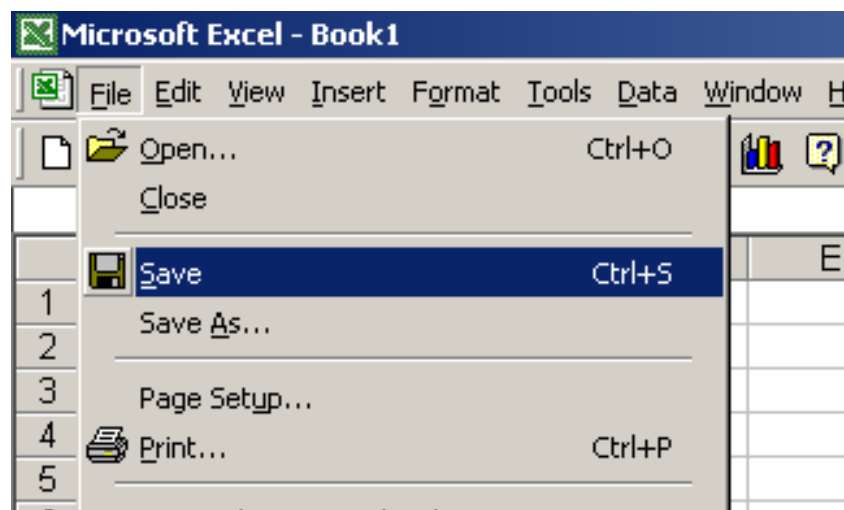 Microsoft Excel - Book1
File Edit View Insert Format Tools Data Window H
Open... Ctrl+O
Close
E
Save Ctrl+S
1
Save As...
2
3
Page Setup...
4
Print... Ctrl+P
5